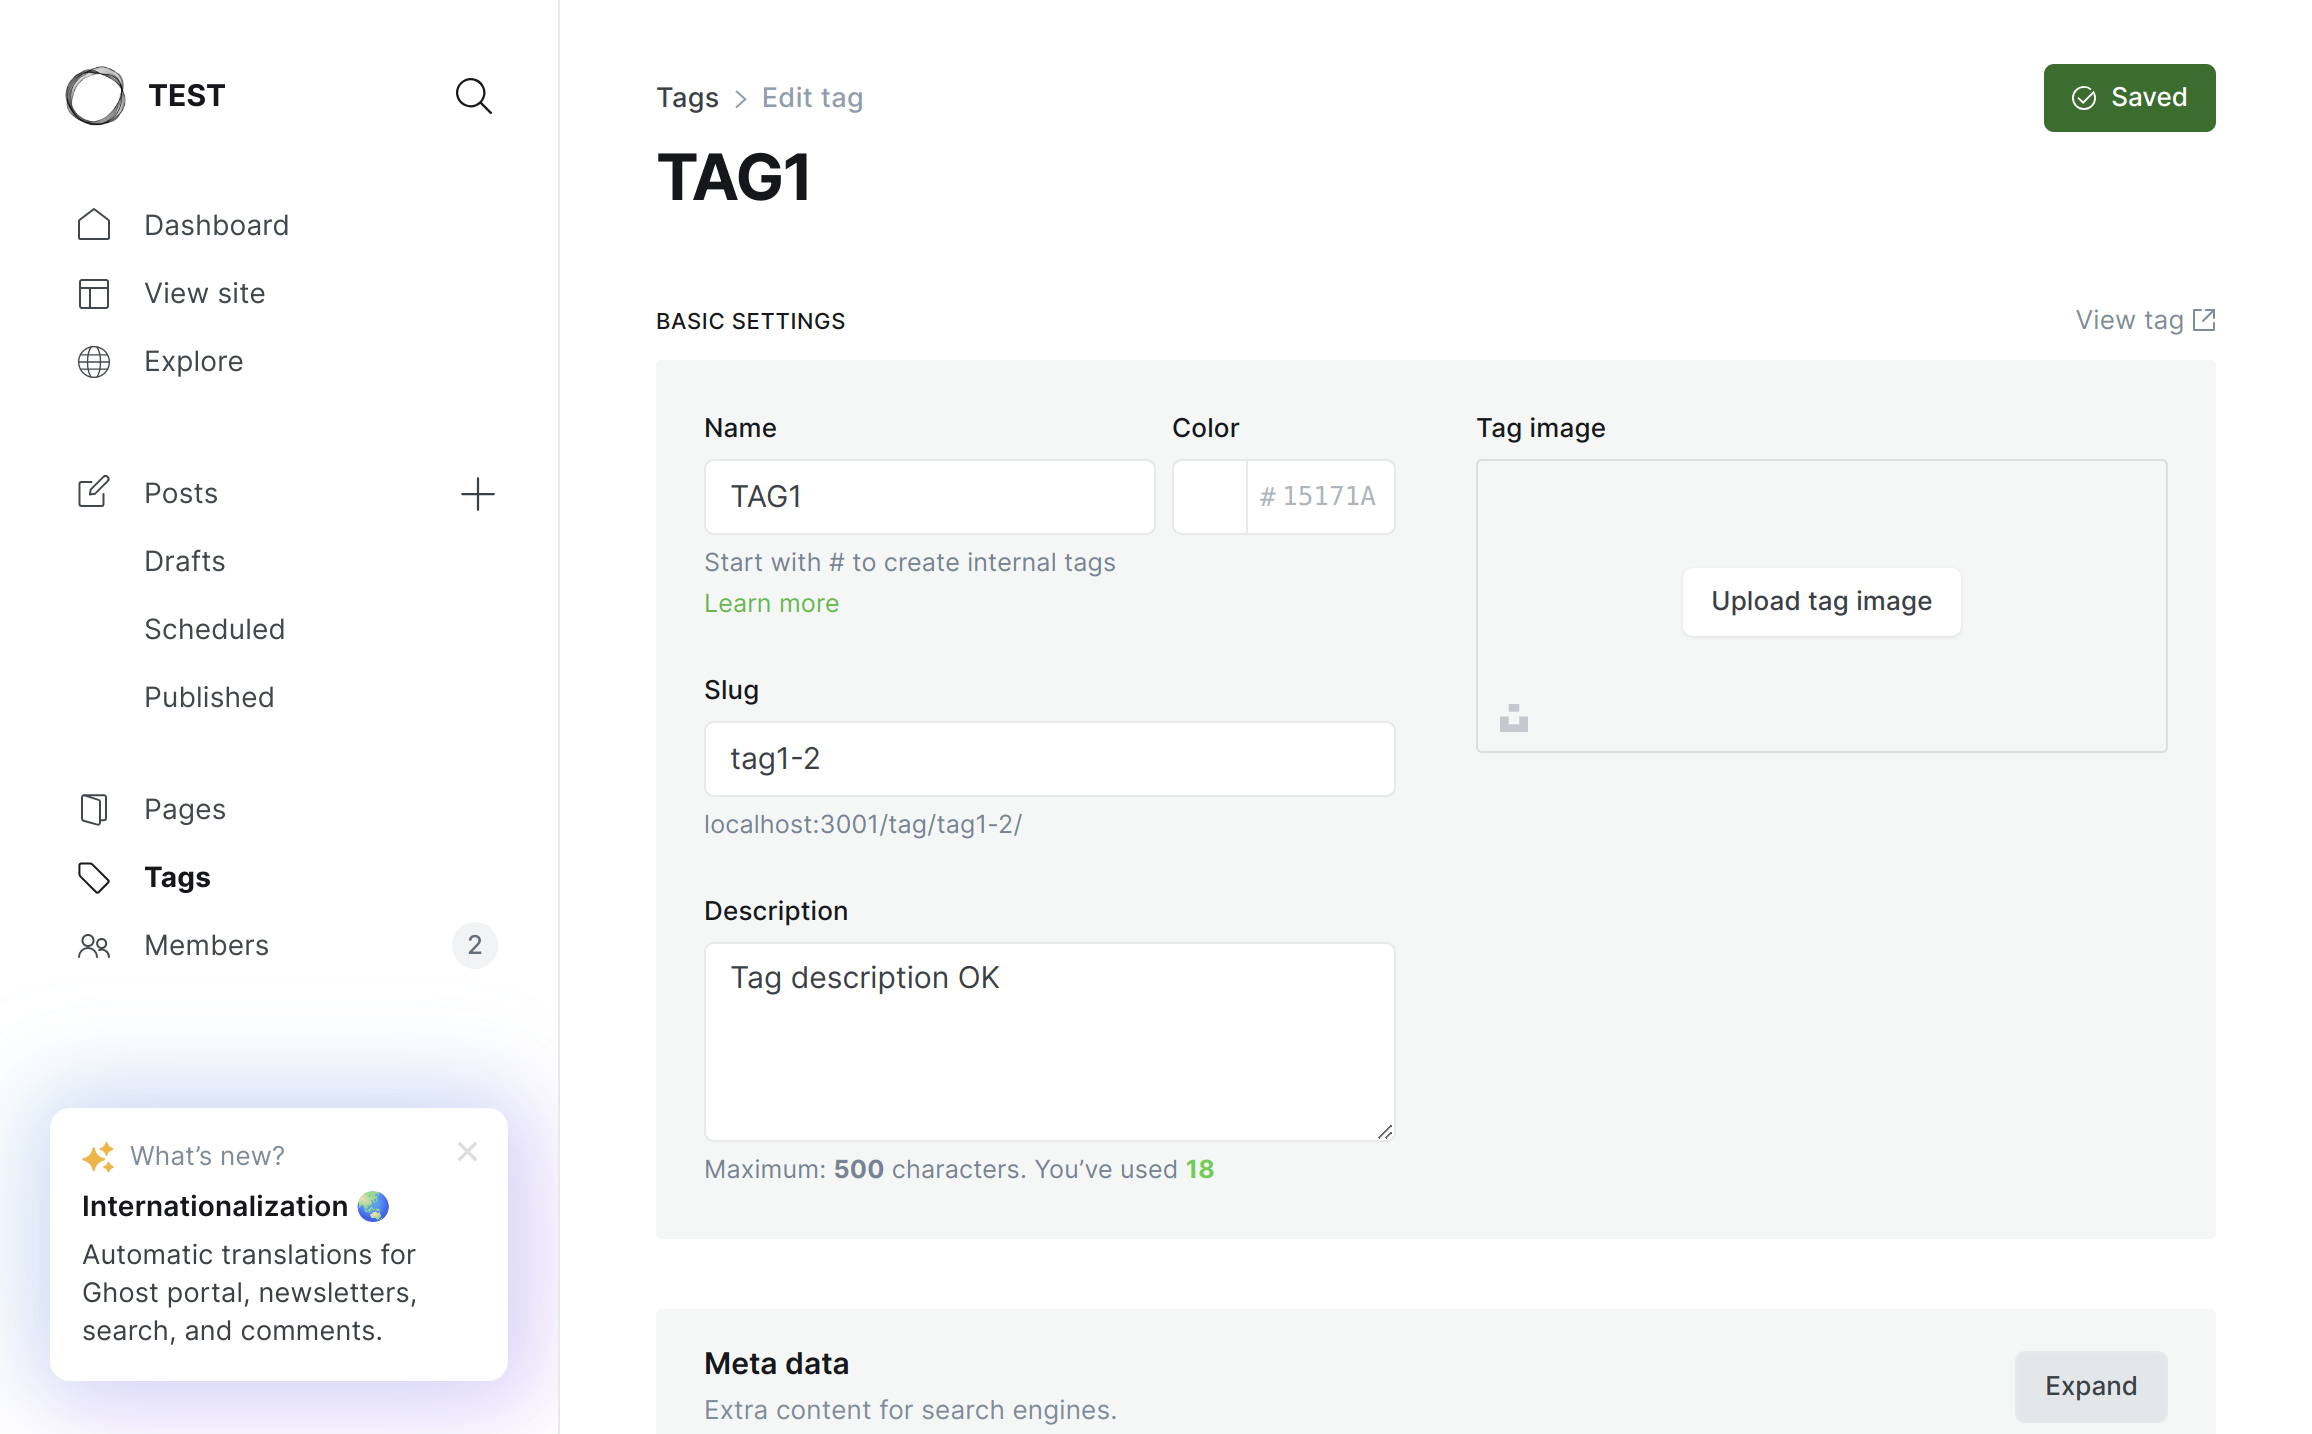 TEST
Dashboard
View site
Explore
Posts
Drafts
Scheduled
Published
Pages
Tags
Members
2
What’s new?
Internationalization
Automatic translations for
Ghost portal, newsletters,
search, and comments.
Tags > Edit tag
Saved
TAG1
BASIC SETTINGS
View tag
Name
TAG1
Start with # to create internal tags
Learn more
Color
# 15171A
Slug
tag1-2
localhost:3001/tag/tag1-2/
Description
Tag description OK
Maximum: 500 characters. You’ve used 18
Tag image
Upload tag image
Meta data
Extra content for search engines.
Expand